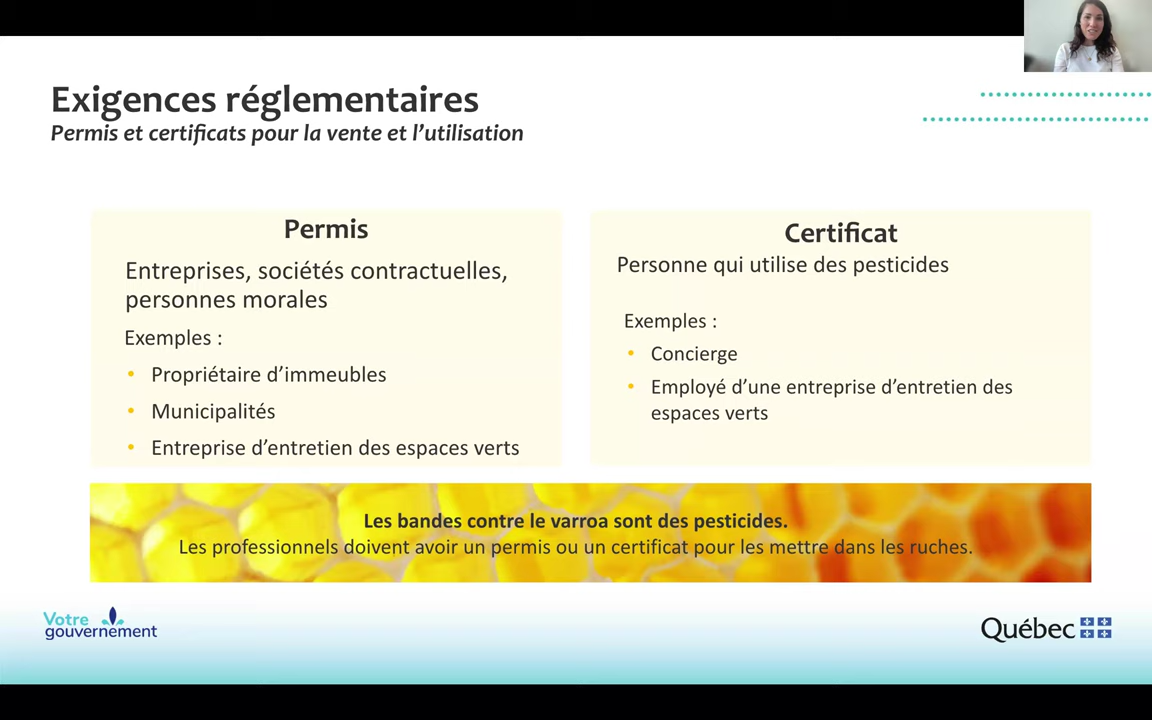 Exigences réglementaires
Permis et certificats pour la vente et l’utilisation
Permis
Entreprises, sociétés contractuelles,
personnes morales
Exemples :
• Propriétaire d’immeubles
• Municipalités
• Entreprise d’entretien des espaces verts
Certificat
Personne qui utilise des pesticides
Exemples :
• Concierge
• Employé d’une entreprise d’entretien des
espaces verts
Les bandes contre le varroa sont des pesticides.
Les professionnels doivent avoir un permis ou un certificat pour les mettre dans les ruches.
Votre
gouvernement
Québec